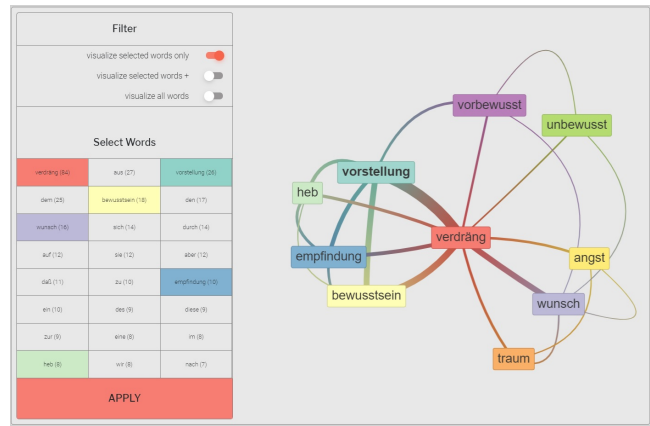 Filter
visualize selected words only
visualize selected words +
visualize all words
Select Words
verdräng (84) aus (27) vorstellung (26)
dem (25) bewusstsein (18) den (17)
wunsch (16) sich (14) durch (14)
auf (12) sie (12) aber (12)
daß (11) zu (10) empfindung (10)
ein (10) des (9) diese (9)
zur (9) eine (8) im (8)
heb (8) wir (8) nach (7)
APPLY
vorbewusst
unbewusst
vorstellung
heb
verdräng
empfindung
angst
bewusstsein
wunsch
traum